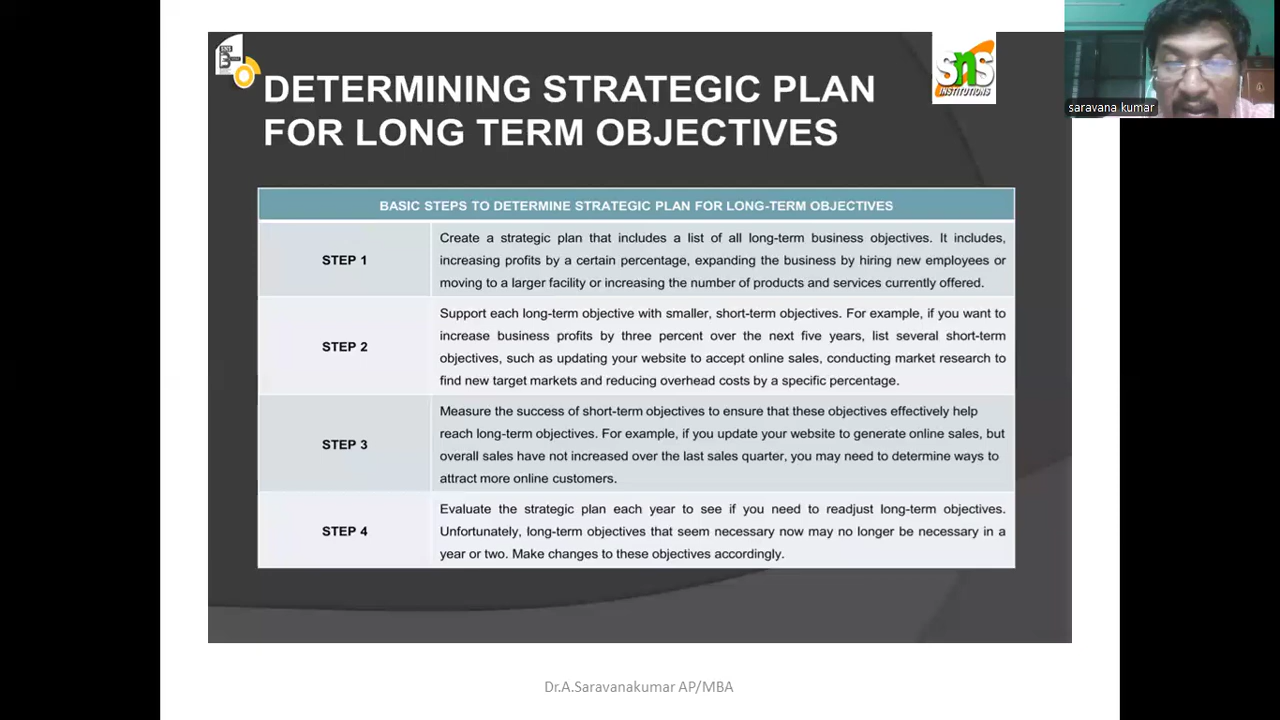 SNS
INSTITUTIONS
saravana kumar
DETERMINING STRATEGIC PLAN
FOR LONG TERM OBJECTIVES
BASIC STEPS TO DETERMINE STRATEGIC PLAN FOR LONG-TERM OBJECTIVES
STEP 1
Create a strategic plan that includes a list of all long-term business objectives. It includes,
increasing profits by a certain percentage, expanding the business by hiring new employees or
moving to a larger facility or increasing the number of products and services currently offered.
STEP 2
Support each long-term objective with smaller, short-term objectives. For example, if you want to
increase business profits by three percent over the next five years, list several short-term
objectives, such as updating your website to accept online sales, conducting market research to
find new target markets and reducing overhead costs by a specific percentage.
STEP 3
Measure the success of short-term objectives to ensure that these objectives effectively help
reach long-term objectives. For example, if you update your website to generate online sales, but
overall sales have not increased over the last sales quarter, you may need to determine ways to
attract more online customers.
STEP 4
Evaluate the strategic plan each year to see if you need to readjust long-term objectives.
Unfortunately, long-term objectives that seem necessary now may no longer be necessary in a
year or two. Make changes to these objectives accordingly.
Dr.A.Saravanakumar AP/MBA